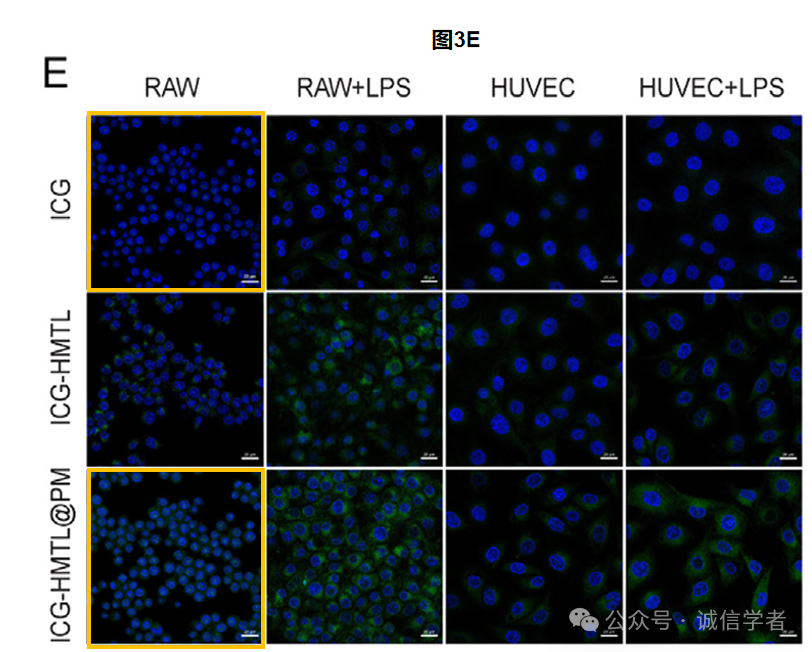 图3E
E
RAW RAW+LPS HUVEC HUVEC+LPS
ICG
ICG-HMTL
ICG-HMTL@PM
公众号 · 诚信学者